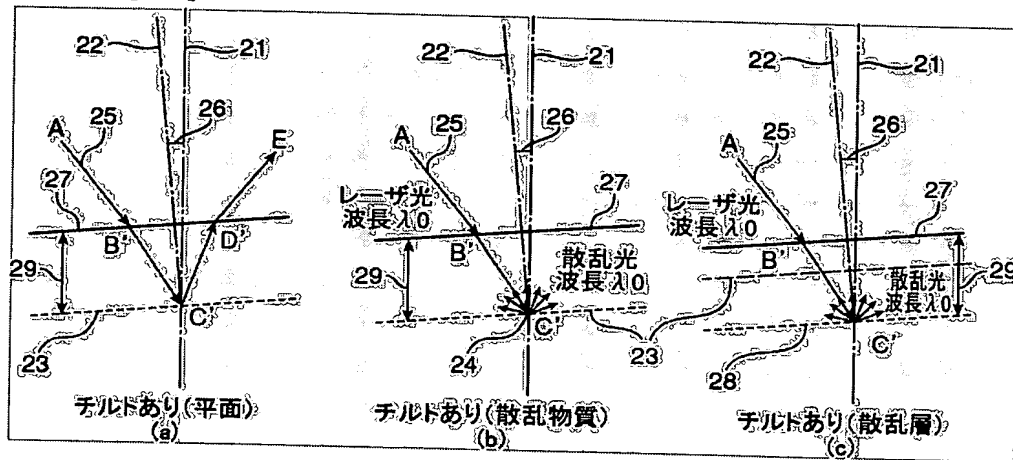 22
21
A
25
26
E
27
B'
D'
29
C'
23
チルトあり(平面)
(a)
22
21
A
25
26
レーザ光
波長λ0
27
B'
29
散乱光
波長λ0
C'
24
23
チルトあり(散乱物質)
(b)
22
21
A
25
26
レーザ光
波長λ0
27
B'
散乱光
波長λ0
29
C'
28
チルトあり(散乱層)
(c)